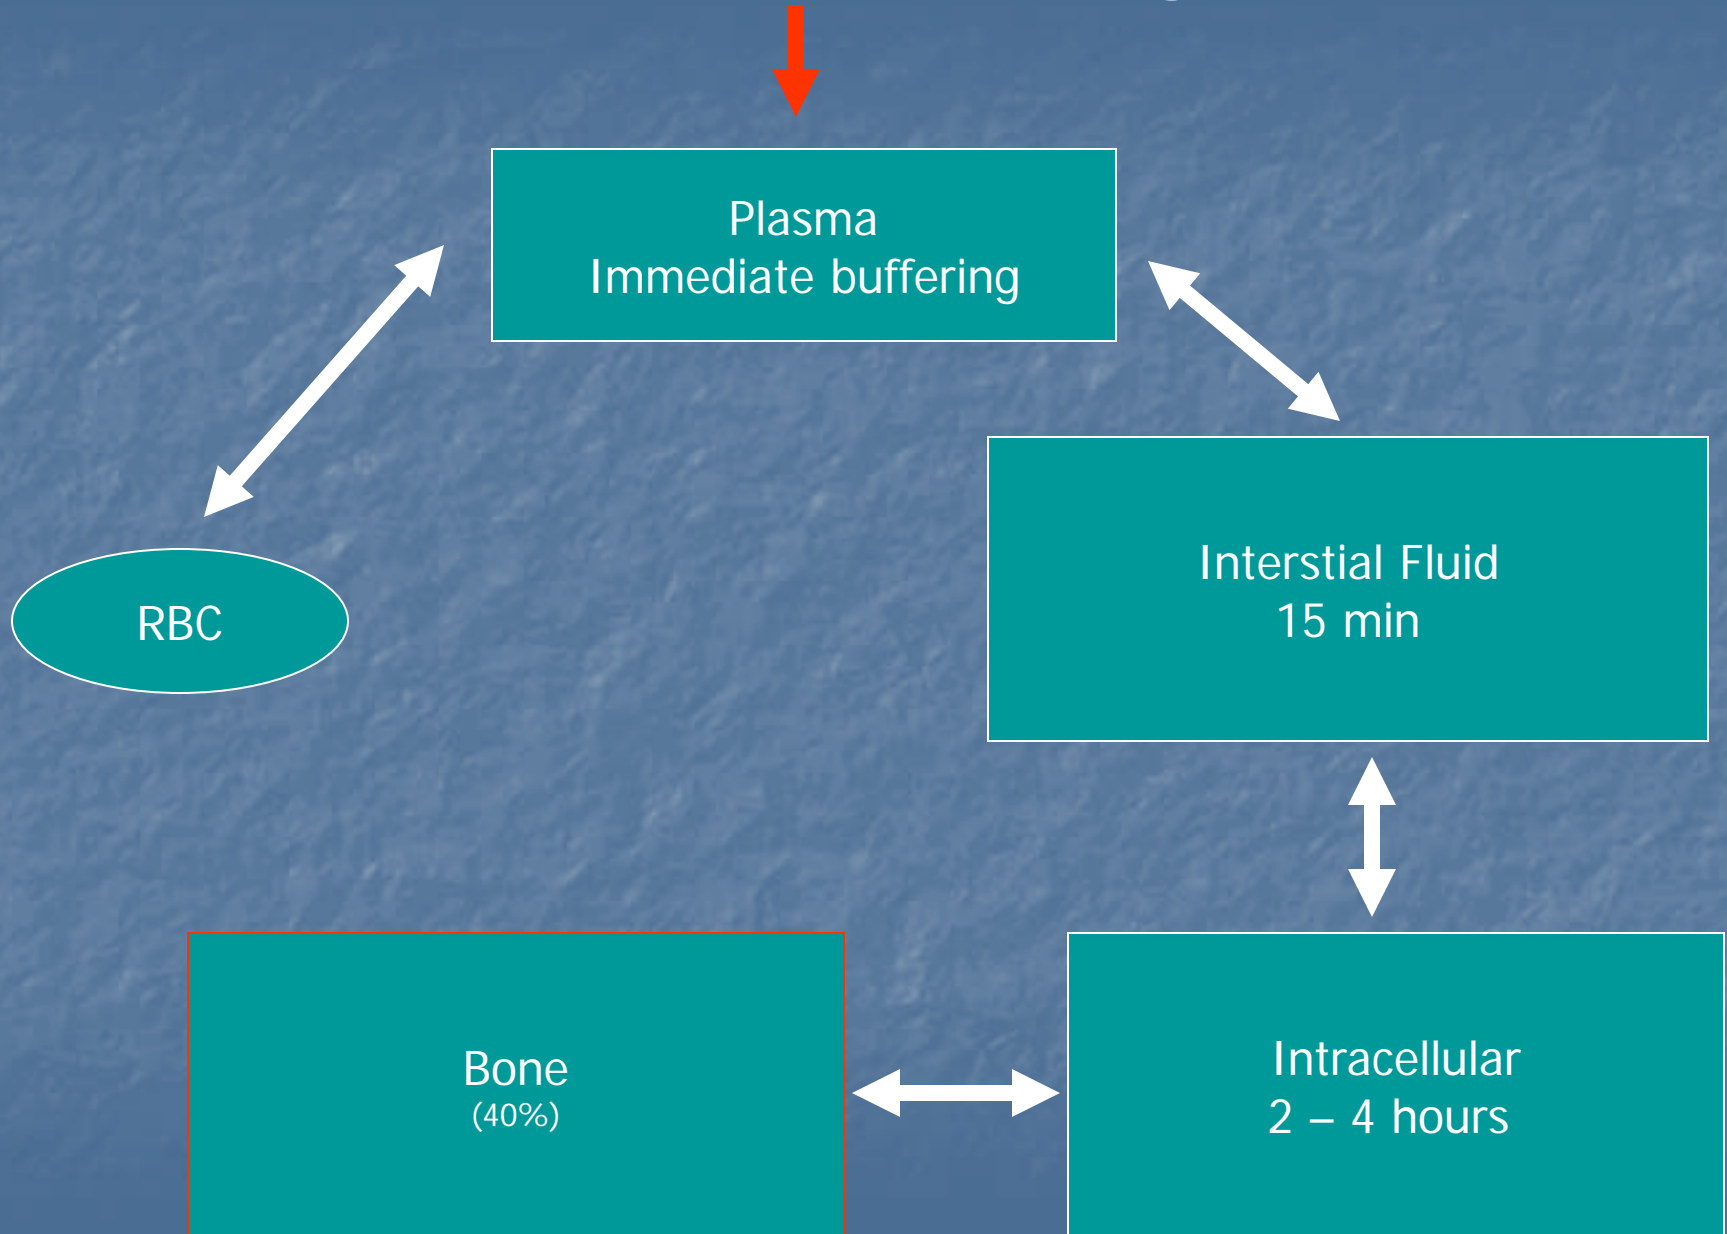 Plasma
Immediate buffering
RBC
Interstial Fluid
15 min
Bone
(40%)
Intracellular
2 – 4 hours